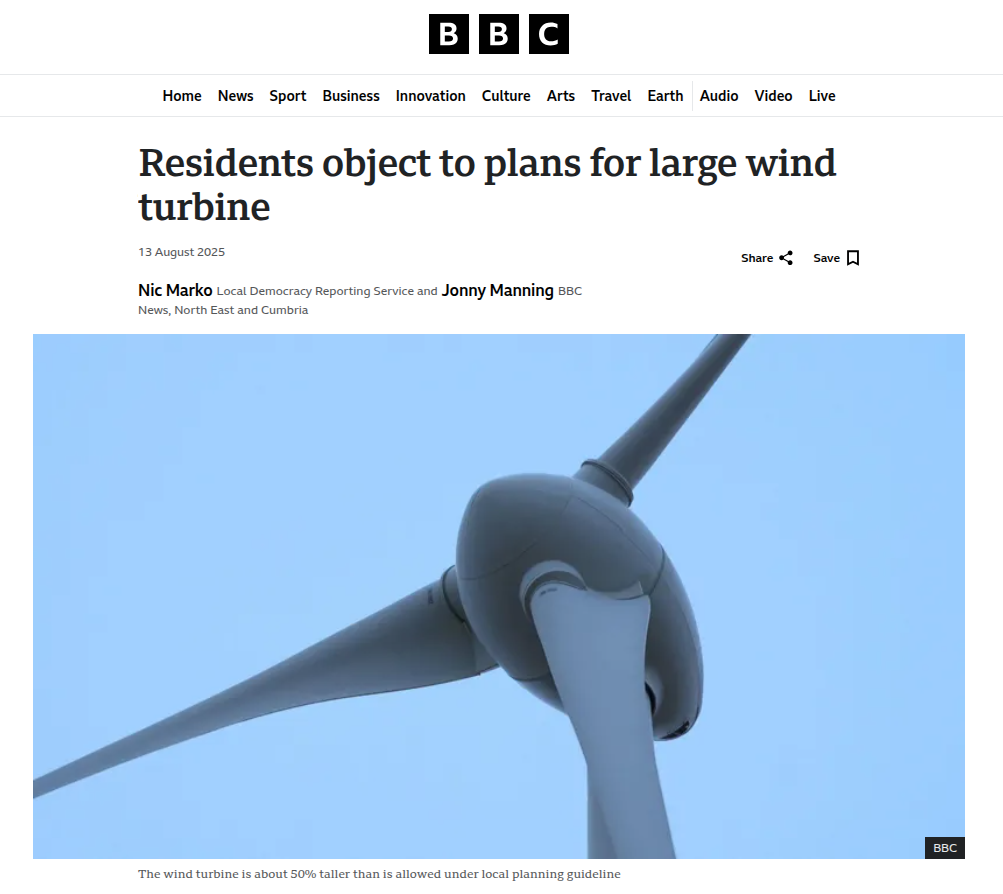 BBC
Home News Sport Business Innovation Culture Arts Travel Earth Audio Video Live
Residents object to plans for large wind
turbine
13 August 2025
Share Save
Nic Marko Local Democracy Reporting Service and Jonny Manning BBC
News, North East and Cumbria
BBC
The wind turbine is about 50% taller than is allowed under local planning guideline